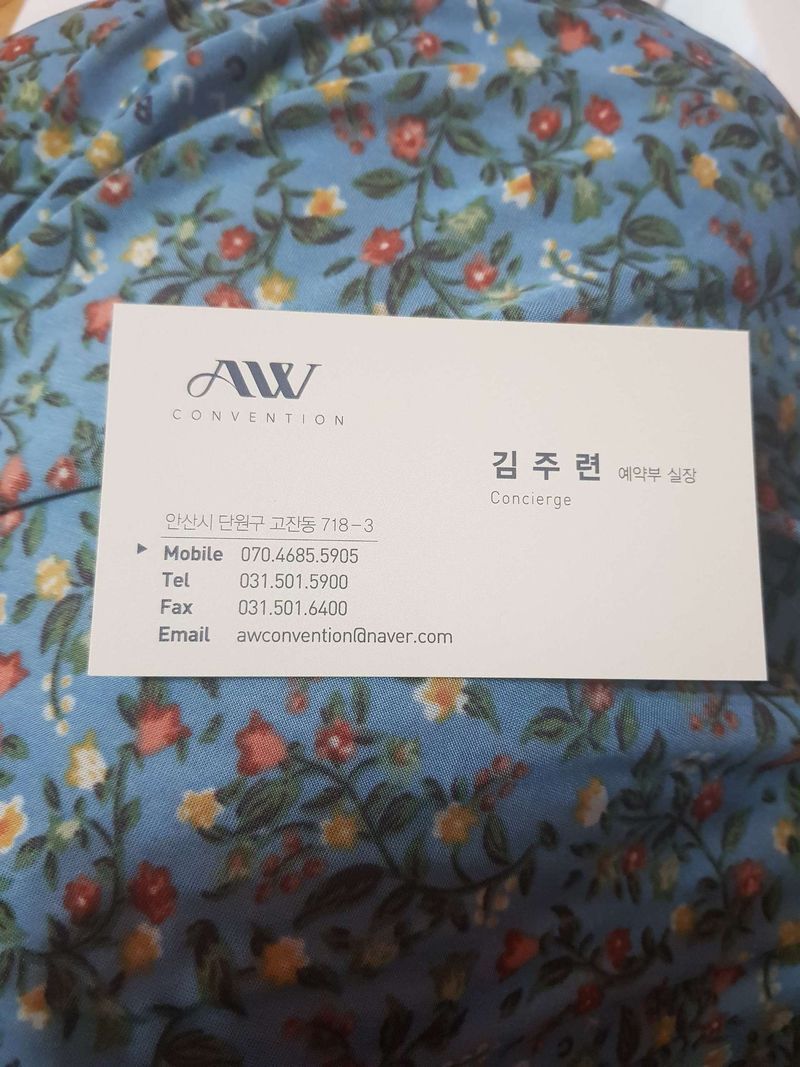 AW
CONVENTION
김주련 예약부 실장
Concierge
안산시 단원구 고잔동 718-3
▶ Mobile 070.4685.5905
Tel 031.501.5900
Fax 031.501.6400
Email awconvention@naver.com